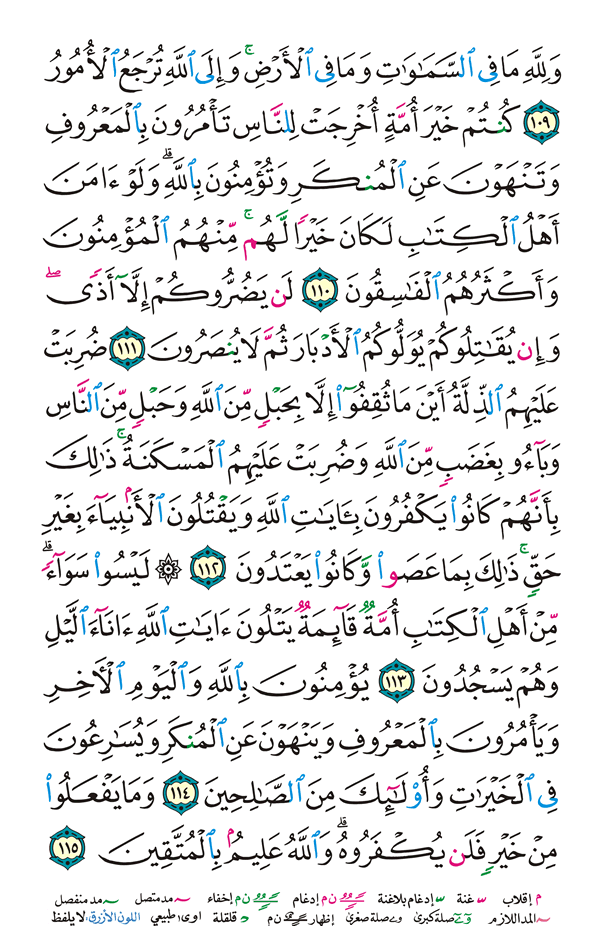 وَلِلَّهِ مَا فِي ٱلسَّمَٰوَٰتِ وَمَا فِي ٱلْأَرْضِ ۚ وَإِلَى ٱللَّهِ تُرْجَعُ ٱلْأُمُورُ
١٠٩ كُنتُمْ خَيْرَ أُمَّةٍ أُخْرِجَتْ لِلنَّاسِ تَأْمُرُونَ بِٱلْمَعْرُوفِ
وَتَنْهَوْنَ عَنِ ٱلْمُنكَرِ وَتُؤْمِنُونَ بِٱللَّهِ ۗ وَلَوْ ءَامَنَ
أَهْلُ ٱلْكِتَٰبِ لَكَانَ خَيْرًا لَّهُم ۚ مِّنْهُمُ ٱلْمُؤْمِنُونَ
وَأَكْثَرُهُمُ ٱلْفَٰسِقُونَ ١١٠ لَن يَضُرُّوكُمْ إِلَّآ أَذًى ۖ
وَإِن يُقَٰتِلُوكُمْ يُوَلُّوكُمُ ٱلْأَدْبَارَ ثُمَّ لَا يُنصَرُونَ ١١١ ضُرِبَتْ
عَلَيْهِمُ ٱلذِّلَّةُ أَيْنَ مَا ثُقِفُوٓا۟ إِلَّا بِحَبْلٍ مِّنَ ٱللَّهِ وَحَبْلٍ مِّنَ ٱلنَّاسِ
وَبَآءُو بِغَضَبٍ مِّنَ ٱللَّهِ وَضُرِبَتْ عَلَيْهِمُ ٱلْمَسْكَنَةُ ۚ ذَٰلِكَ
بِأَنَّهُمْ كَانُوا۟ يَكْفُرُونَ بِـَٔايَٰتِ ٱللَّهِ وَيَقْتُلُونَ ٱلْأَنۢبِيَآءَ بِغَيْرِ
حَقٍّ ۚ ذَٰلِكَ بِمَا عَصَوا۟ وَّكَانُوا۟ يَعْتَدُونَ ١١٢ ۞ لَيْسُوا۟ سَوَآءً ۗ
مِّنْ أَهْلِ ٱلْكِتَٰبِ أُمَّةٌ قَآئِمَةٌ يَتْلُونَ ءَايَٰتِ ٱللَّهِ ءَانَآءَ ٱلَّيْلِ
وَهُمْ يَسْجُدُونَ ١١٣ يُؤْمِنُونَ بِٱللَّهِ وَٱلْيَوْمِ ٱلْأَخِرِ
وَيَأْمُرُونَ بِٱلْمَعْرُوفِ وَيَنْهَوْنَ عَنِ ٱلْمُنكَرِ وَيُسَٰرِعُونَ
فِي ٱلْخَيْرَٰتِ وَأُو۟لَٰٓئِكَ مِنَ ٱلصَّٰلِحِينَ ١١٤ وَمَا يَفْعَلُوا۟
مِنْ خَيْرٍ فَلَن يُكْفَرُوهُ ۗ وَٱللَّهُ عَلِيمٌۢ بِٱلْمُتَّقِينَ ١١٥
م إقلاب غنة إدغام بلاغنة ن م إدغام ن م إخفاء مد متصل مد منفصل
المد اللازم صلة كبرى صلة صغرى إظهار ن م قلقلة اوى طبيعي اللون الأزرق: لا يلفظ